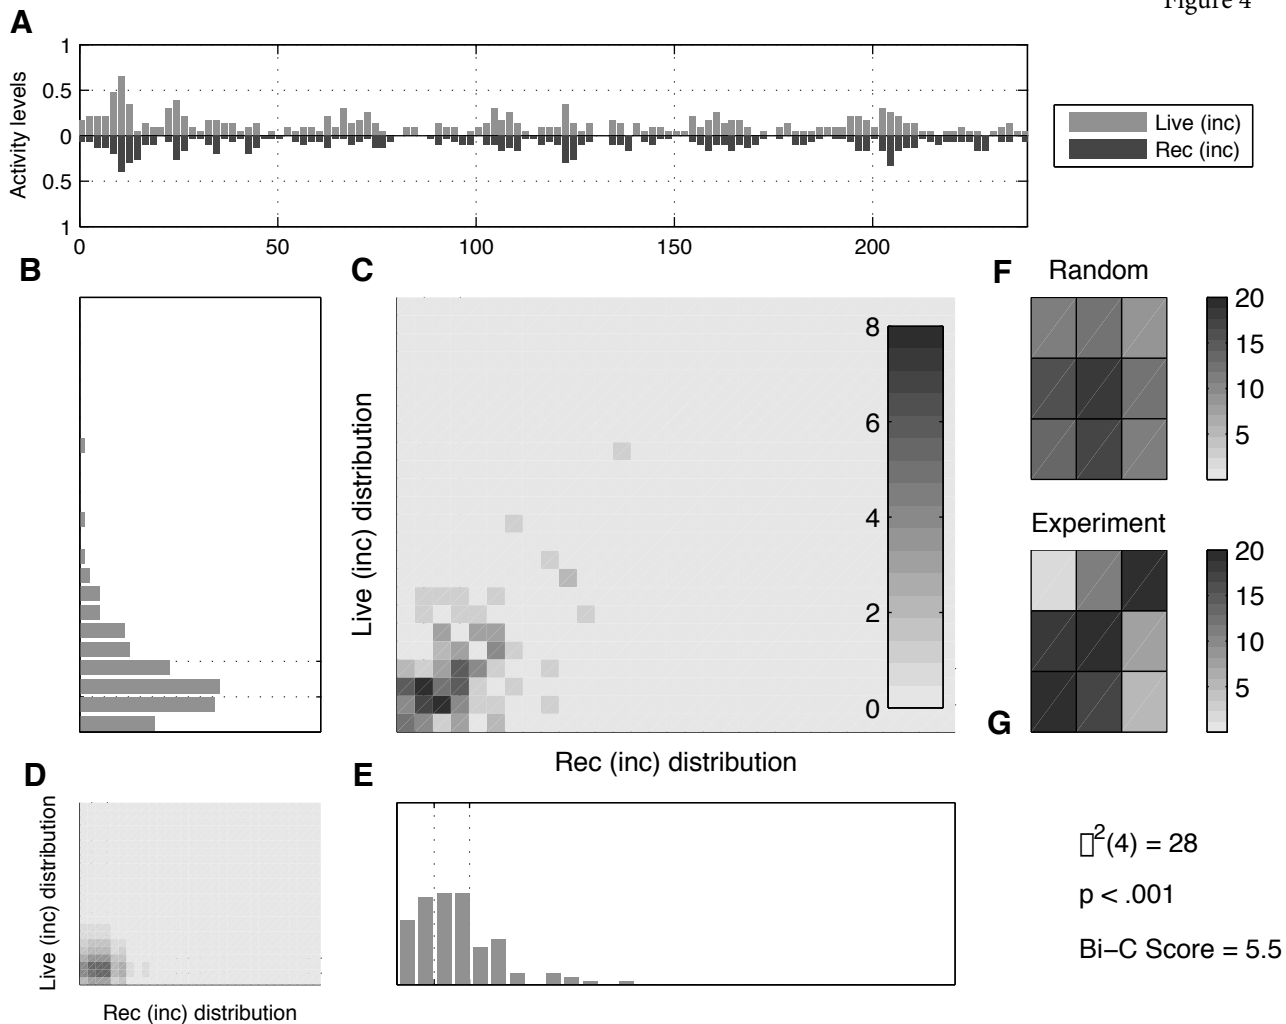 Figure 4
A
1
0.5
0
0.5
1
Activity levels
0 50 100 150 200
Live (inc)
Rec (inc)
B
C
Live (inc) distribution
8
6
4
2
0
Rec (inc) distribution
F
Random
20
15
10
5
Experiment
20
15
10
5
G
D
Live (inc) distribution
Rec (inc) distribution
E
□²(4) = 28
p < .001
Bi−C Score = 5.5